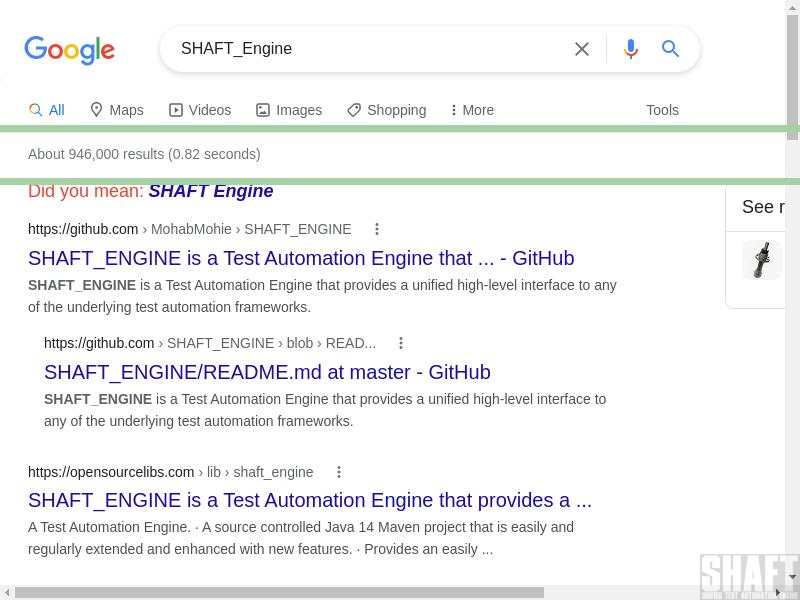 Google
SHAFT_Engine
All
Maps
Videos
Images
Shopping
More
Tools
About 946,000 results (0.82 seconds)
Did you mean: SHAFT Engine
See r
https://github.com › MohabMohie › SHAFT_ENGINE
SHAFT_ENGINE is a Test Automation Engine that ... - GitHub
SHAFT_ENGINE is a Test Automation Engine that provides a unified high-level interface to any
of the underlying test automation frameworks.
https://github.com › SHAFT_ENGINE › blob › READ...
SHAFT_ENGINE/README.md at master - GitHub
SHAFT_ENGINE is a Test Automation Engine that provides a unified high-level interface to
any of the underlying test automation frameworks.
https://opensourcelibs.com › lib › shaft_engine
SHAFT_ENGINE is a Test Automation Engine that provides a ...
A Test Automation Engine. · A source controlled Java 14 Maven project that is easily and
regularly extended and enhanced with new features. · Provides an easily ...
SHAFT
UNIFIED TEST AUTOMATION ENGINE